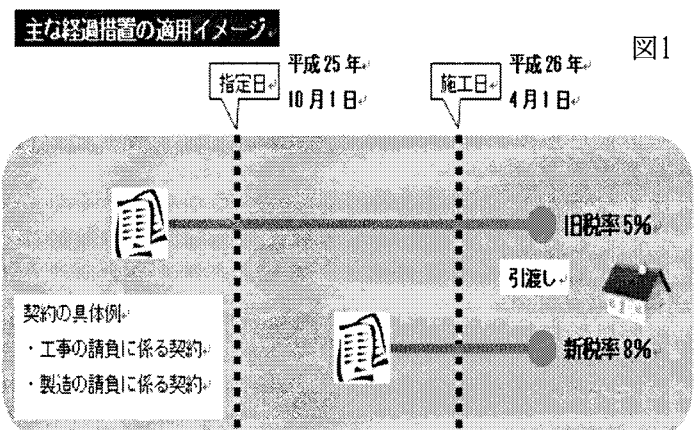 主な経過措置の適用イメージ
図1
平成25年
指定日
10月1日
平成26年
施工日
4月1日
旧税率5%
引渡し
契約の具体例
・工事の請負に係る契約
・製造の請負に係る契約
新税率8%